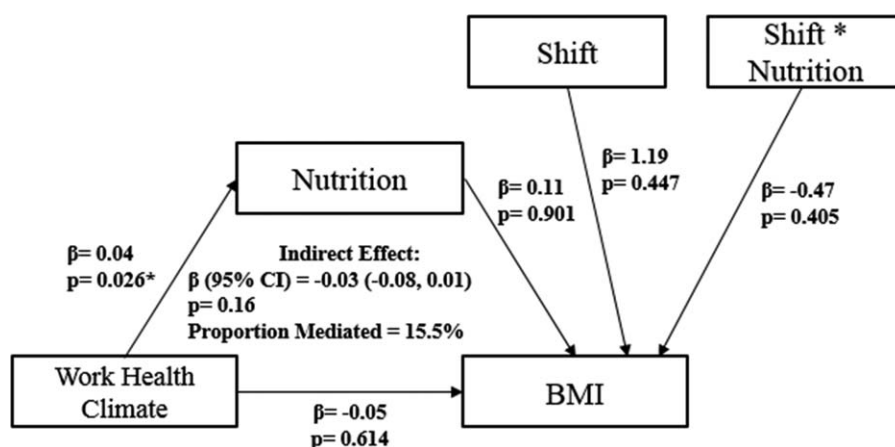 Shift
Shift *
Nutrition
Nutrition
β= 1.19
p= 0.447
β= 0.11
p= 0.901
β= -0.47
p= 0.405
β= 0.04
p= 0.026*
Indirect Effect:
β (95% CI) = -0.03 (-0.08, 0.01)
p= 0.16
Proportion Mediated = 15.5%
Work Health
Climate
BMI
β= -0.05
p= 0.614